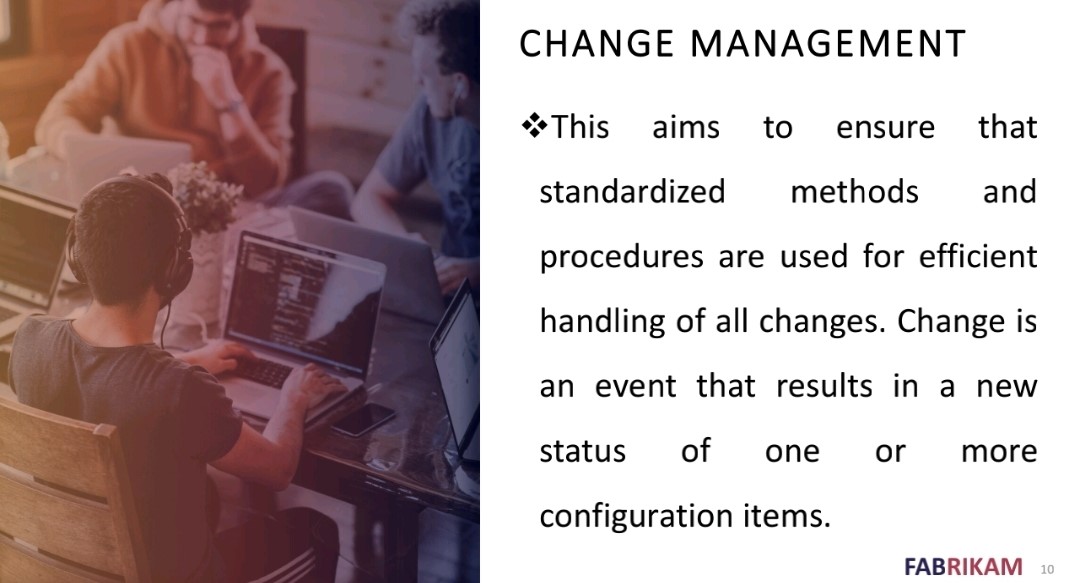 CHANGE MANAGEMENT
❖This aims to ensure that
standardized methods and
procedures are used for efficient
handling of all changes. Change is
an event that results in a new
status of one or more
configuration items.
FABRIKAM 10